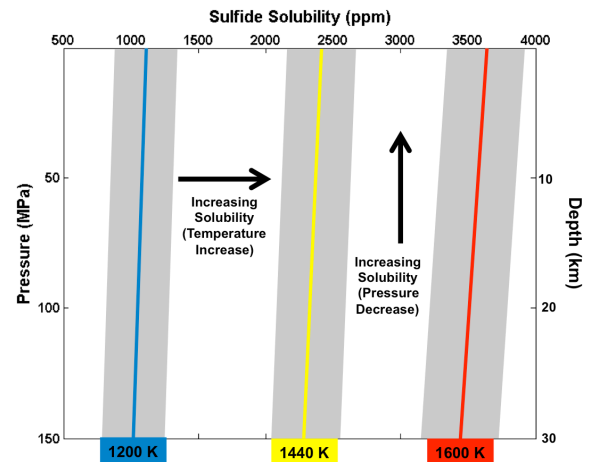 Sulfide Solubility (ppm)
500 1000 1500 2000 2500 3000 3500 4000
Pressure (MPa)
50
100
150
Increasing
Solubility
(Temperature
Increase)
Increasing
Solubility
(Pressure
Decrease)
10
20
30
Depth (km)
1200 K 1440 K 1600 K